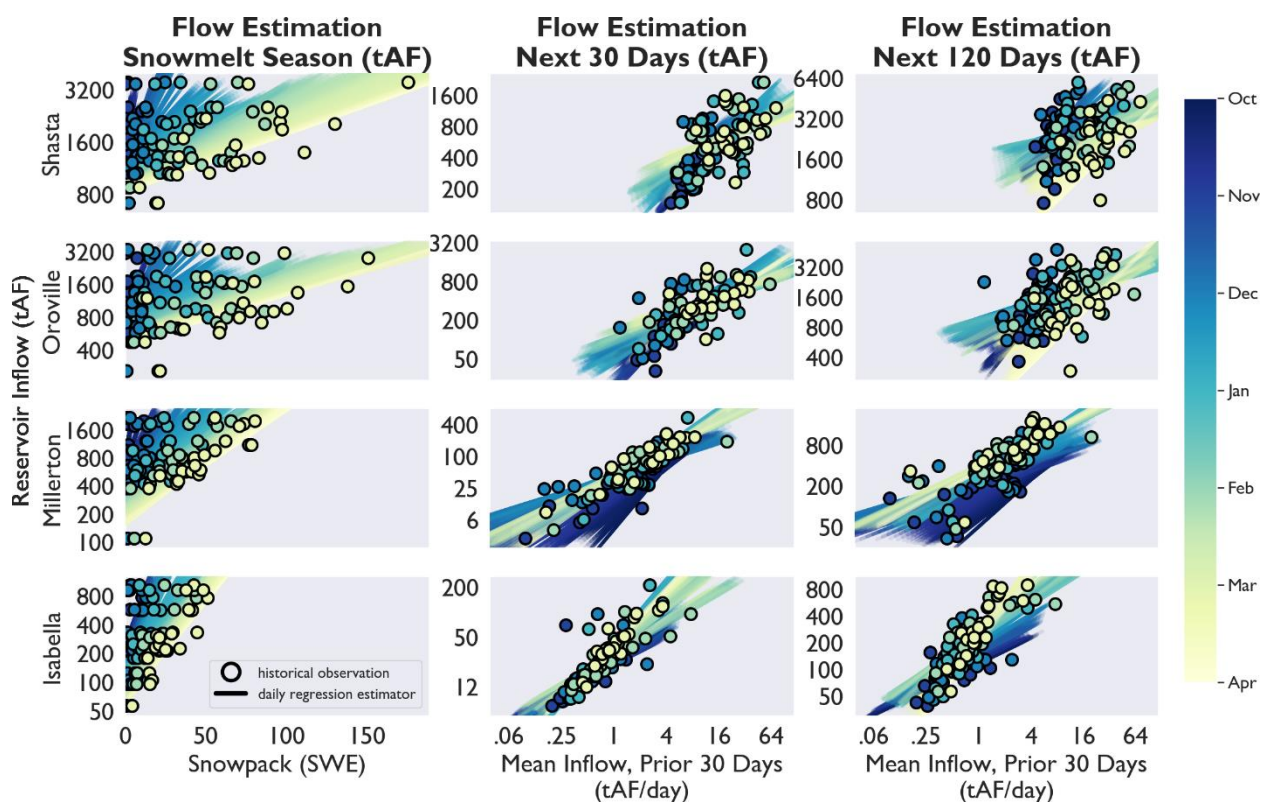 Flow Estimation
Snowmelt Season (tAF)
Flow Estimation
Next 30 Days (tAF)
Flow Estimation
Next 120 Days (tAF)
Reservoir Inflow (tAF)
Shasta
3200
1600
800
1600
800
400
200
6400
3200
1600
800
Oroville
3200
1600
800
400
3200
800
200
50
3200
1600
800
400
Millerton
1600
800
400
200
100
400
100
25
6
800
200
50
Isabella
800
400
200
100
50
200
50
12
800
400
200
100
50
historical observation
daily regression estimator
0 50 100 150
Snowpack (SWE)
.06 .25 1 4 16 64
Mean Inflow, Prior 30 Days
(tAF/day)
.06 .25 1 4 16 64
Mean Inflow, Prior 30 Days
(tAF/day)
Oct
Nov
Dec
Jan
Feb
Mar
Apr